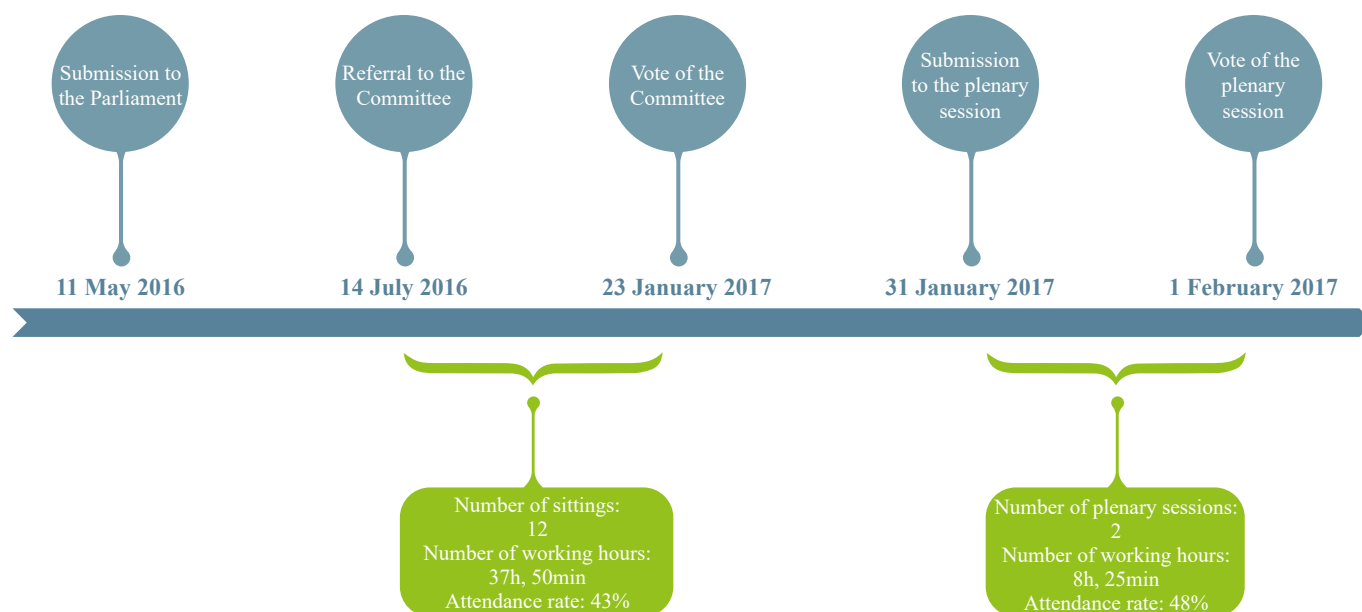 Submission to
the Parliament
Referral to the
Committee
Vote of the
Committee
Submission
to the plenary
session
Vote of the
plenary
session
11 May 2016
14 July 2016
23 January 2017
31 January 2017
1 February 2017
Number of sittings:
12
Number of working hours:
37h, 50min
Attendance rate: 43%
Number of plenary sessions:
2
Number of working hours:
8h, 25min
Attendance rate: 48%